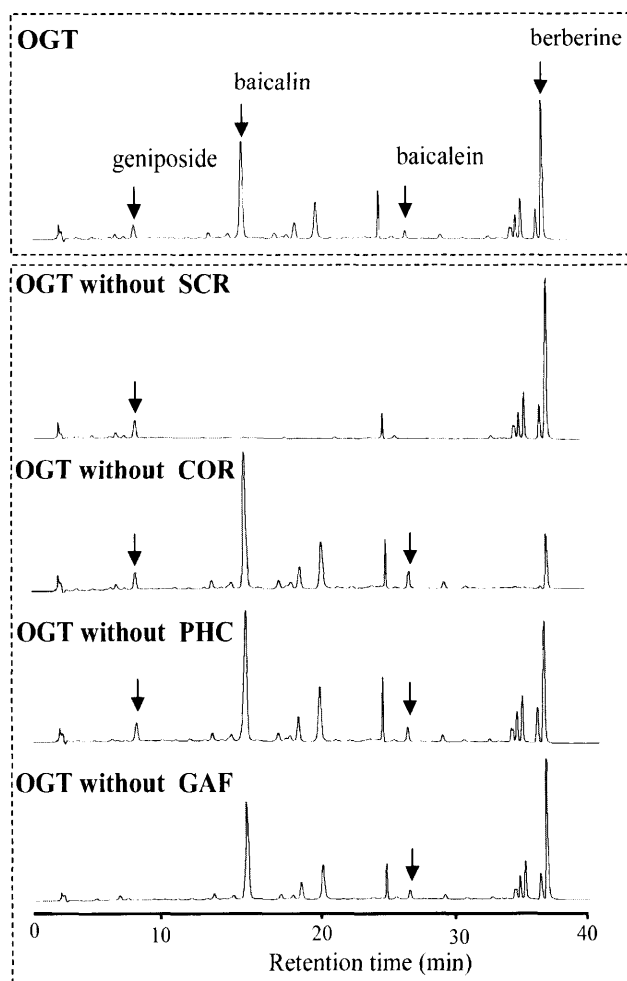 OGT
berberine
baicalin
geniposide
baicalein
OGT without SCR
OGT without COR
OGT without PHC
OGT without GAF
0 10 20 30 40
Retention time (min)